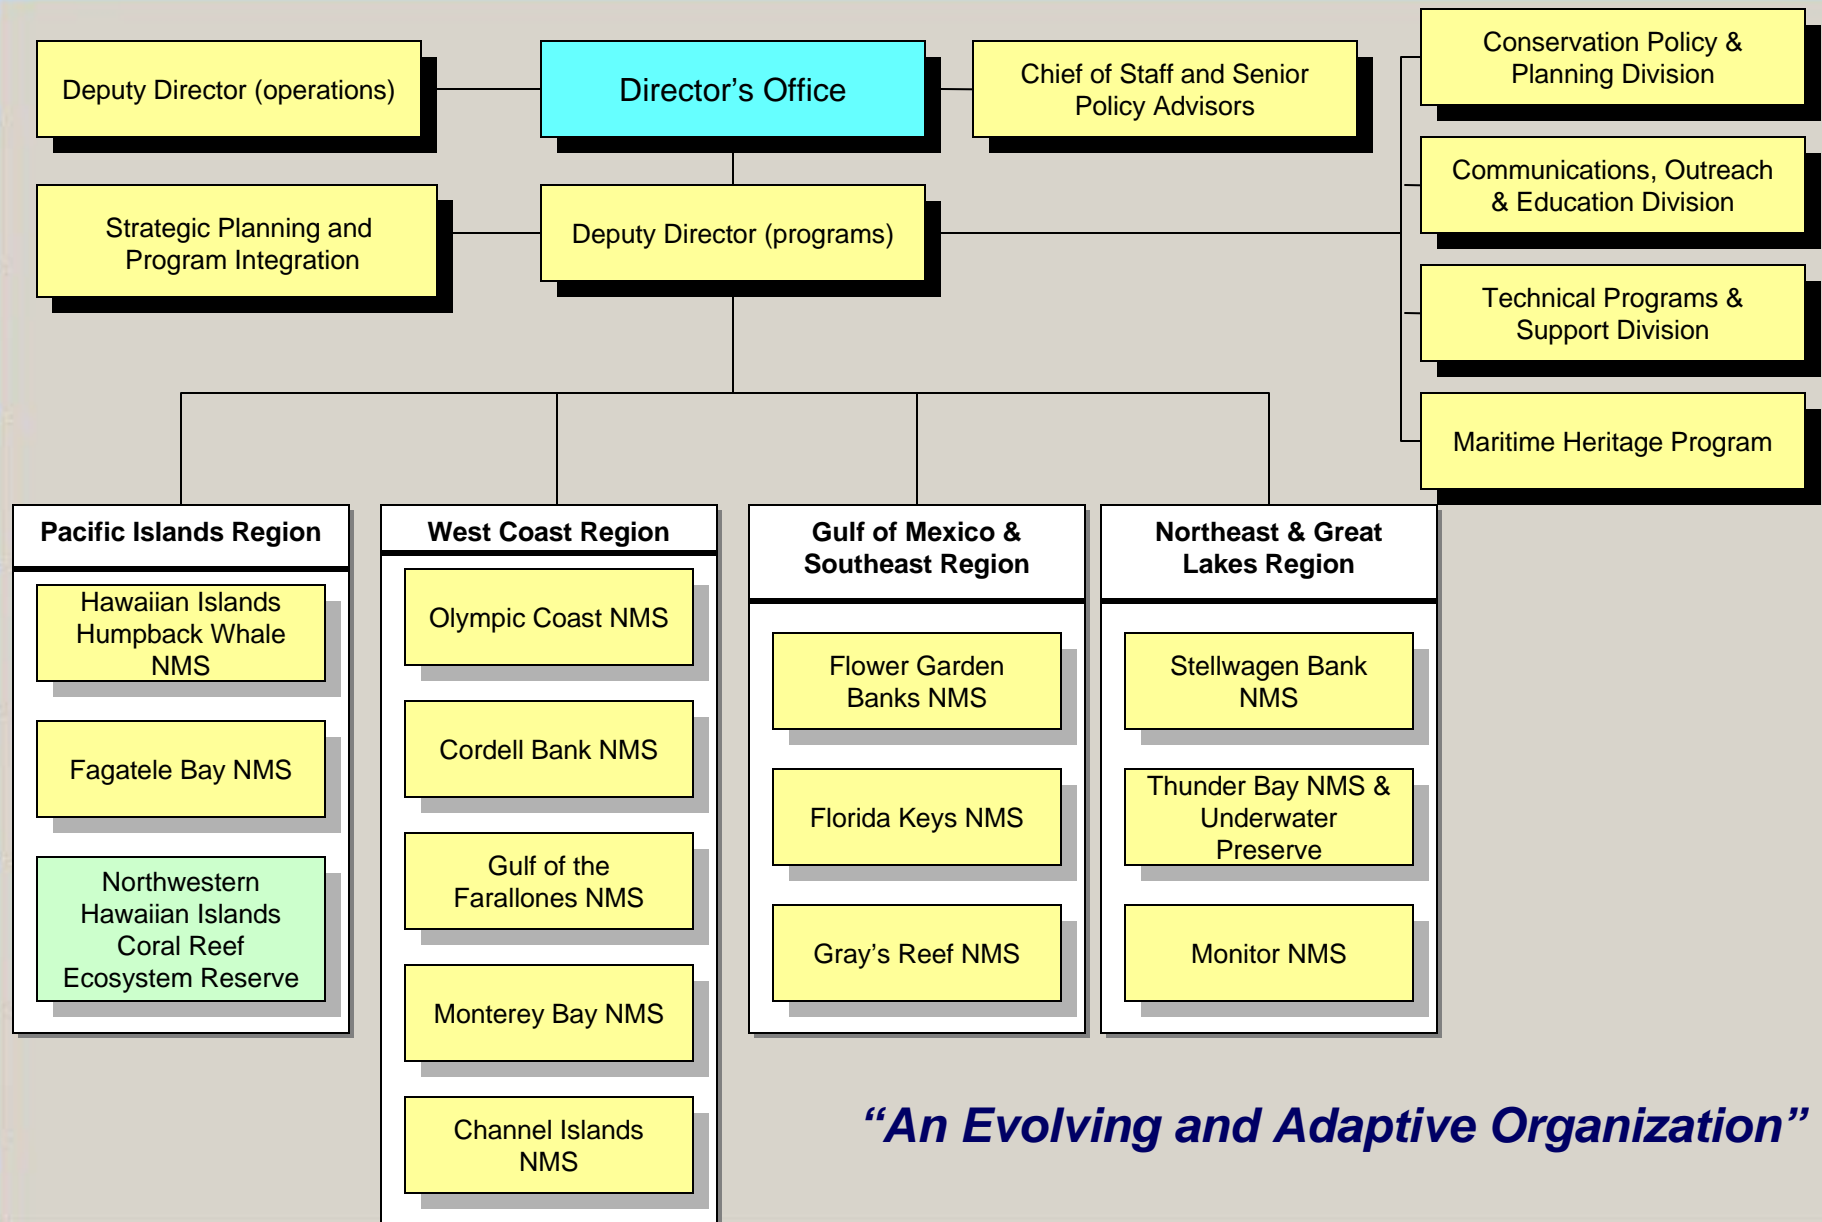 Deputy Director (operations)
Director’s Office
Chief of Staff and Senior
Policy Advisors
Conservation Policy &
Planning Division
Communications, Outreach
& Education Division
Strategic Planning and
Program Integration
Deputy Director (programs)
Technical Programs &
Support Division
Maritime Heritage Program
Pacific Islands Region
Hawaiian Islands
Humpback Whale
NMS
Fagatele Bay NMS
Northwestern
Hawaiian Islands
Coral Reef
Ecosystem Reserve
West Coast Region
Olympic Coast NMS
Cordell Bank NMS
Gulf of the
Farallones NMS
Monterey Bay NMS
Channel Islands
NMS
Gulf of Mexico &
Southeast Region
Flower Garden
Banks NMS
Florida Keys NMS
Gray’s Reef NMS
Northeast & Great
Lakes Region
Stellwagen Bank
NMS
Thunder Bay NMS &
Underwater
Preserve
Monitor NMS
“An Evolving and Adaptive Organization”